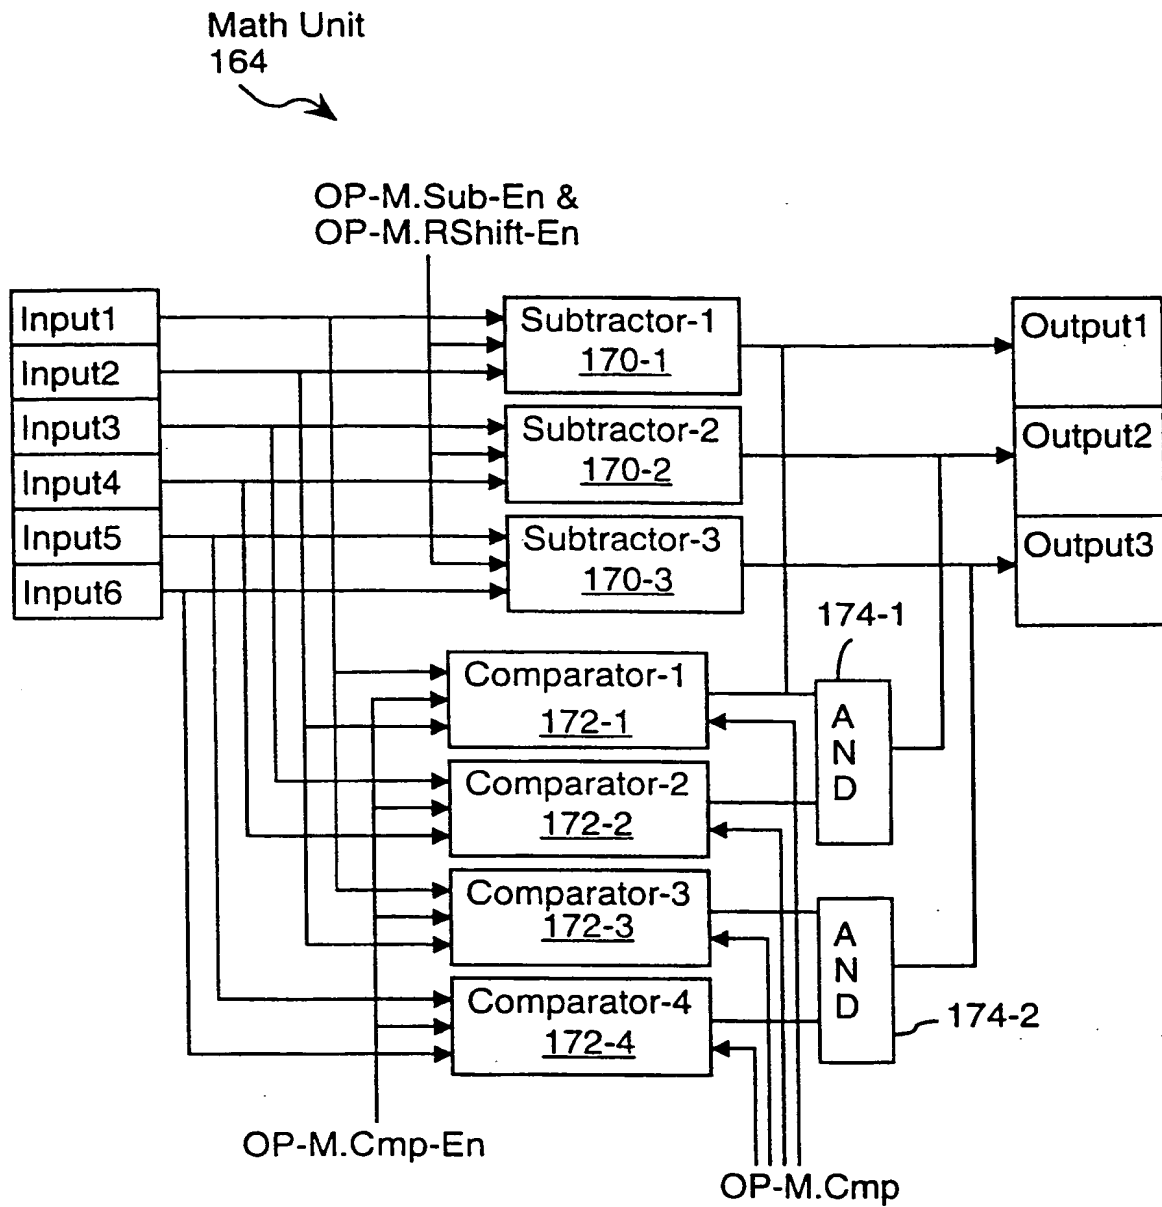 Math Unit
164
OP-M.Sub-En &
OP-M.RShift-En
Input1
Input2
Input3
Input4
Input5
Input6
Subtractor-1
170-1
Subtractor-2
170-2
Subtractor-3
170-3
Output1
Output2
Output3
174-1
Comparator-1
172-1
Comparator-2
172-2
Comparator-3
172-3
Comparator-4
172-4
A
N
D
A
N
D
174-2
OP-M.Cmp-En
OP-M.Cmp